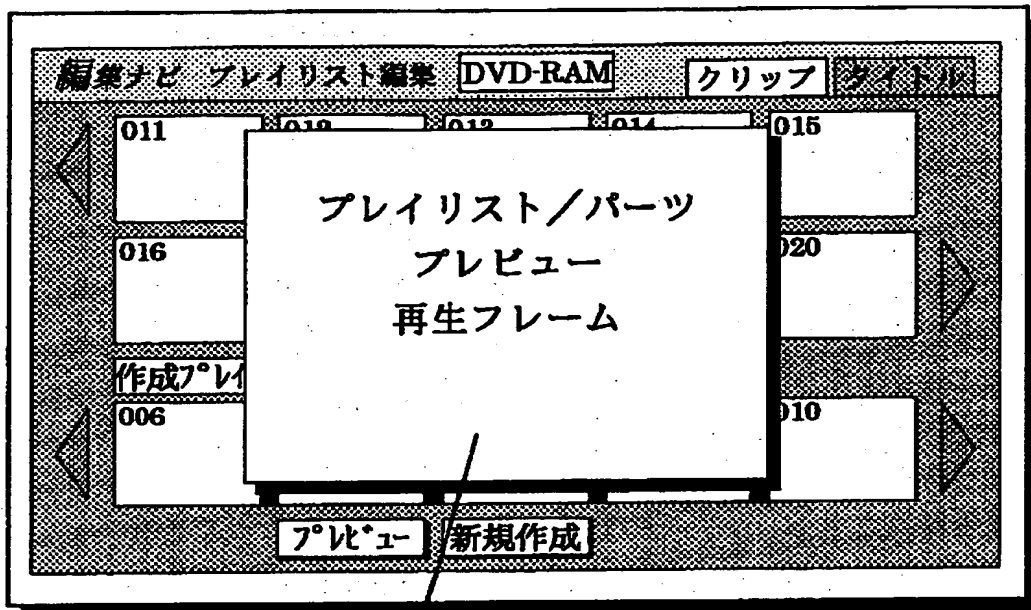 編集ナビ プレイリスト編集 DVD-RAM クリップ タイトル
011 012 013 014 015
プレイリスト／パーツ
プレビュー
再生フレーム
016 020
作成プレイ
006 010
プレビュー 新規作成